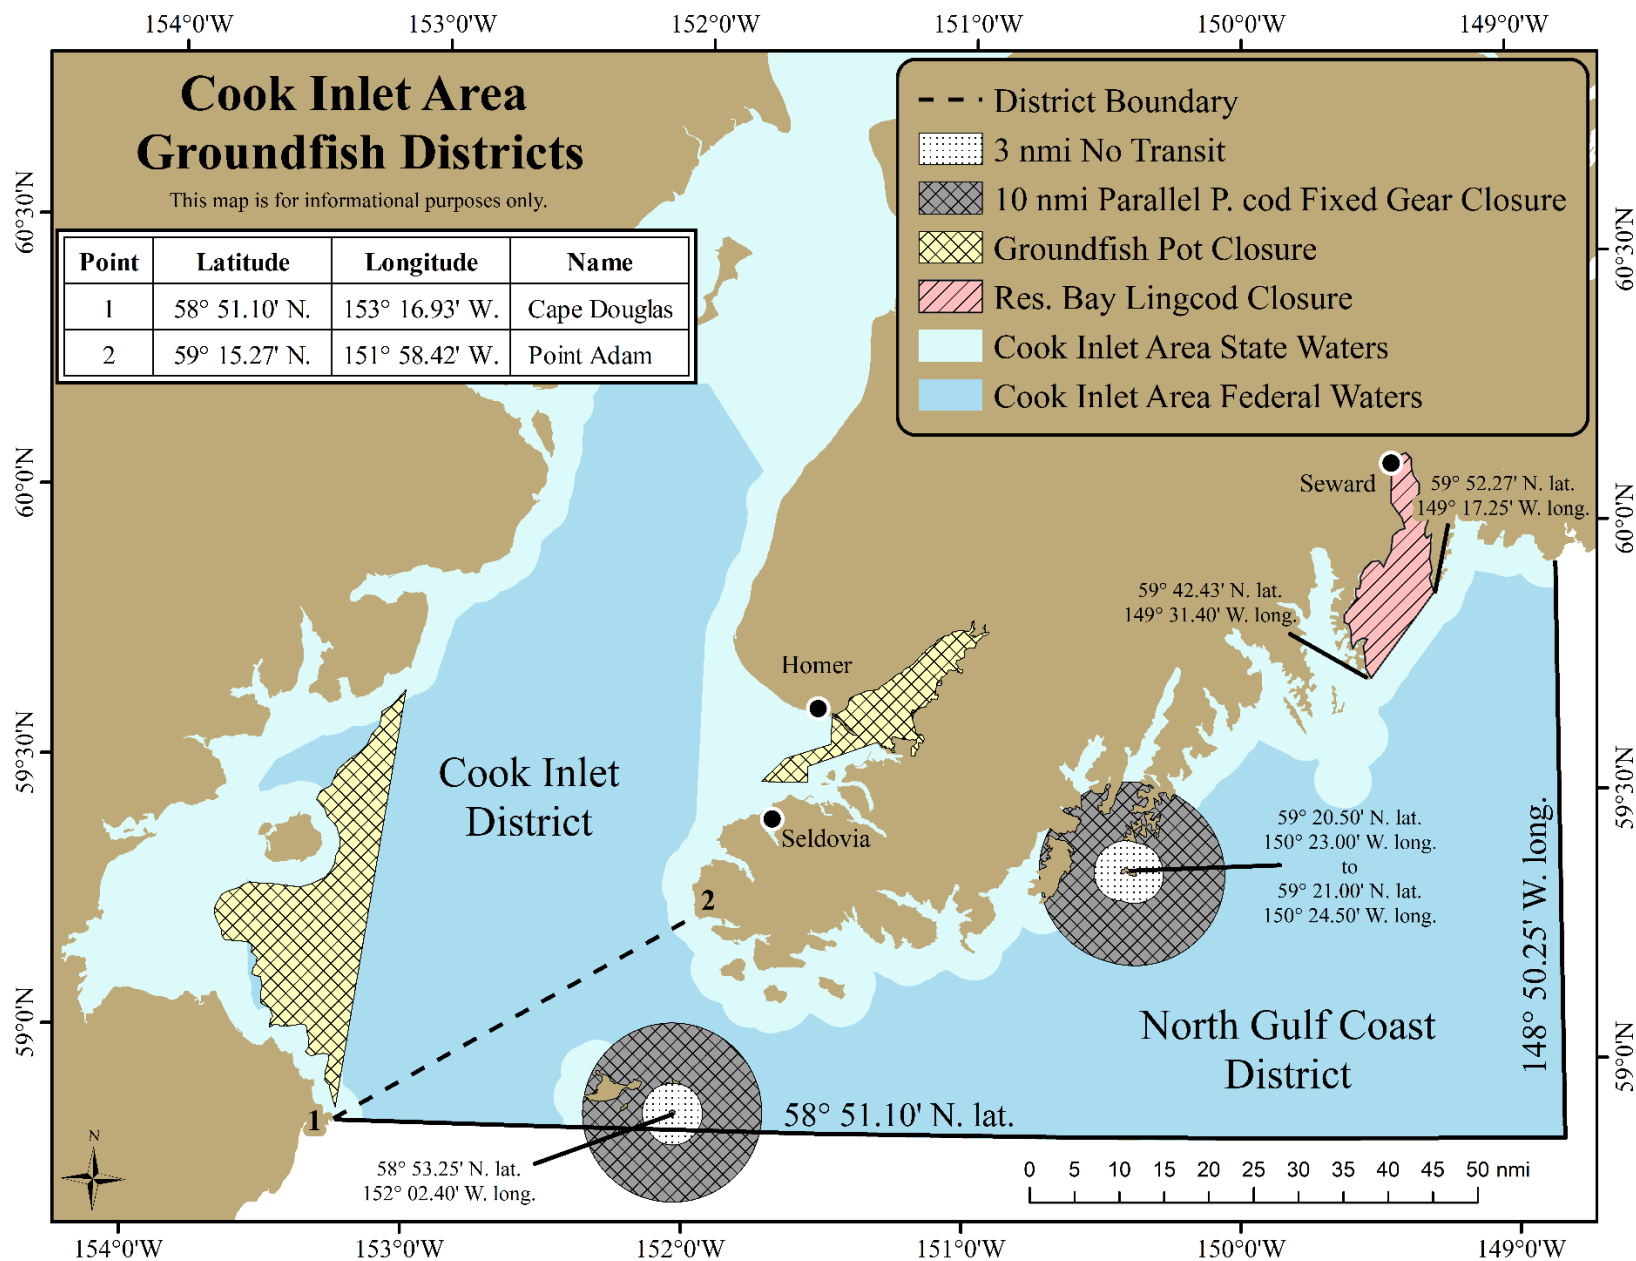 154°0'W 153°0'W 152°0'W 151°0'W 150°0'W 149°0'W
Cook Inlet Area
Groundfish Districts
This map is for informational purposes only.
Point Latitude Longitude Name
1 58° 51.10' N. 153° 16.93' W. Cape Douglas
2 59° 15.27' N. 151° 58.42' W. Point Adam
District Boundary
3 nmi No Transit
10 nmi Parallel P. cod Fixed Gear Closure
Groundfish Pot Closure
Res. Bay Lingcod Closure
Cook Inlet Area State Waters
Cook Inlet Area Federal Waters
60°30'N
60°0'N
59°30'N
59°0'N
60°30'N
60°0'N
59°30'N
59°0'N
Seward
59° 52.27' N. lat.
149° 17.25' W. long.
59° 42.43' N. lat.
149° 31.40' W. long.
Homer
Cook Inlet
District
Seldovia
2
59° 20.50' N. lat.
150° 23.00' W. long.
to
59° 21.00' N. lat.
150° 24.50' W. long.
148° 50.25' W. long.
North Gulf Coast
District
1
58° 51.10' N. lat.
58° 53.25' N. lat.
152° 02.40' W. long.
N
0 5 10 15 20 25 30 35 40 45 50 nmi
154°0'W 153°0'W 152°0'W 151°0'W 150°0'W 149°0'W